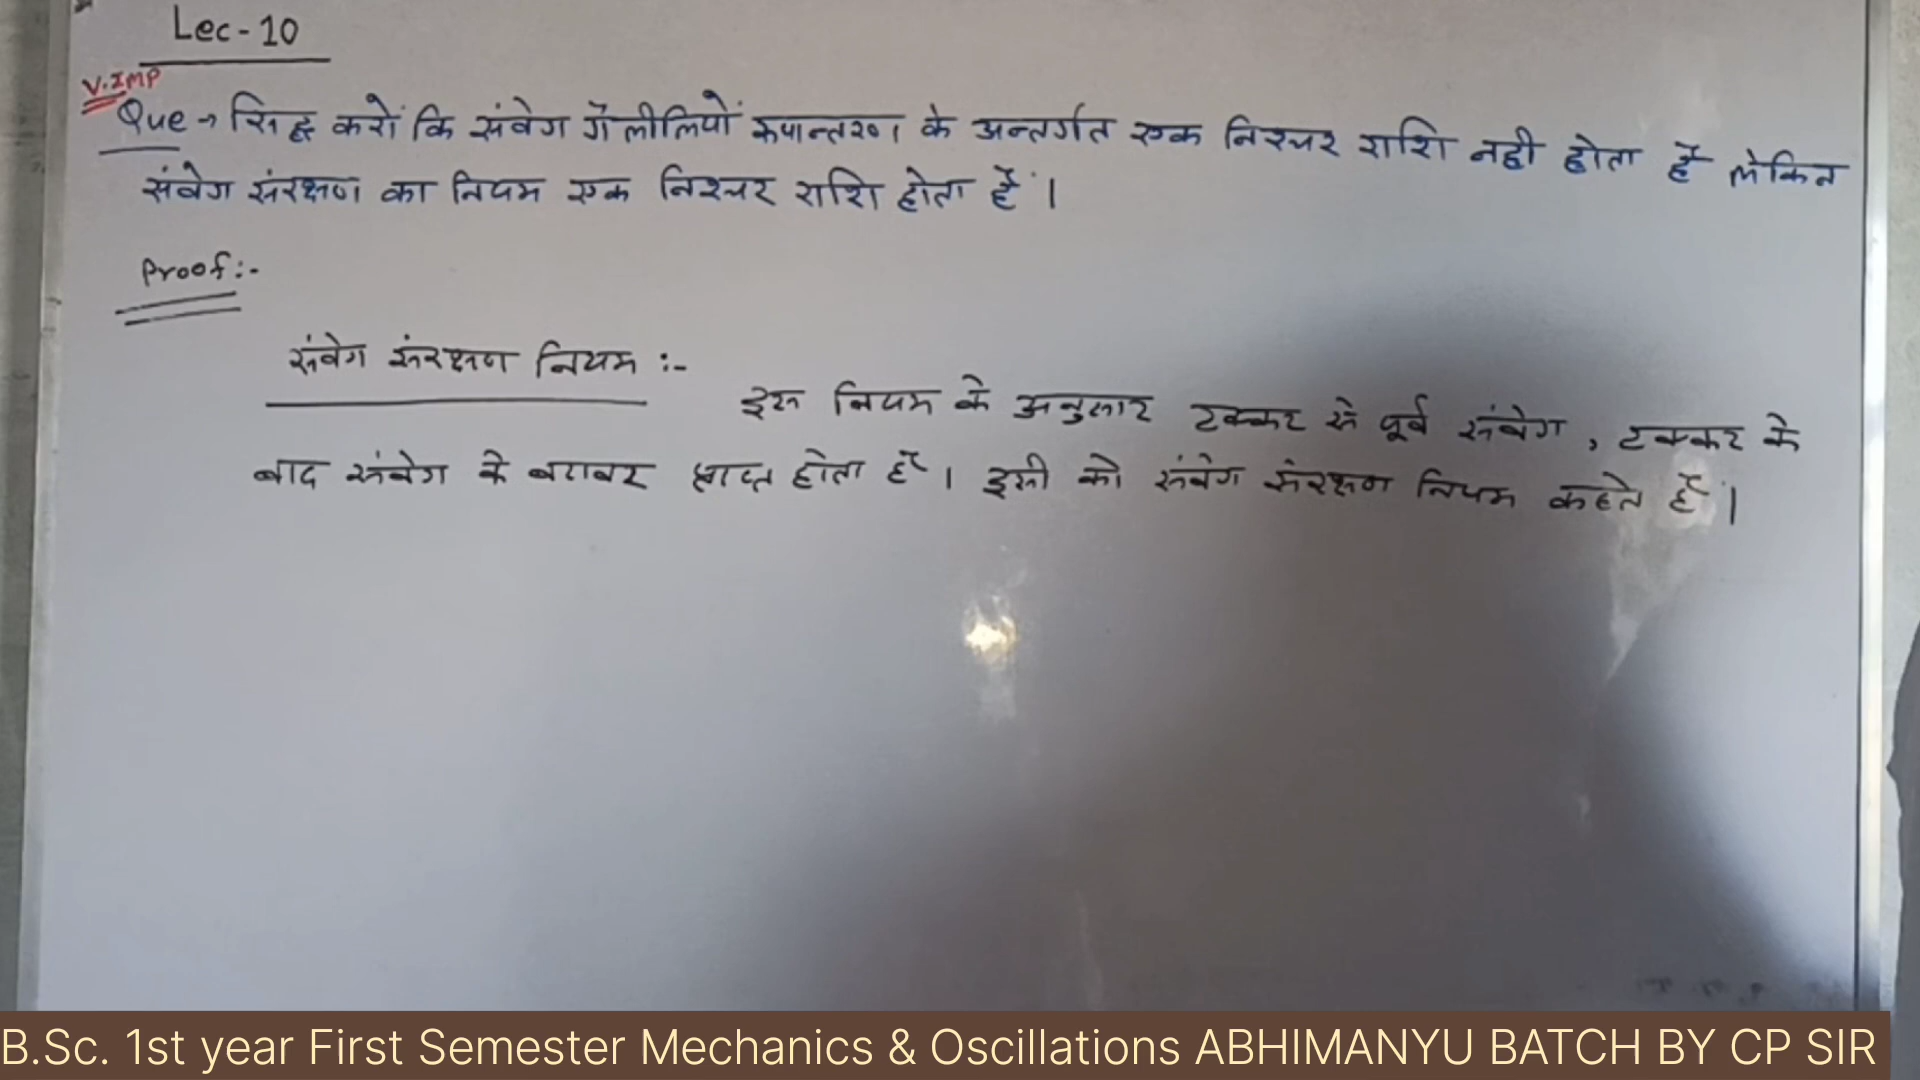 Lec-10
V.IMP
Que → सिद्ध करों कि संवेग गैलीलियों रूपान्तरण के अन्तर्गत एक निश्चर राशि नही होता हैं लेकिन
संवेग संरक्षण का नियम एक निश्चर राशि होता हैं ।
Proof:-
संवेग संरक्षण नियम :-
इस नियम के अनुसार टक्कर से पूर्व संवेग , टक्कर के
बाद संवेग के बराबर प्राप्त होता हैं । इसी को संवेग संरक्षण नियम कहते हैं ।
B.Sc. 1st year First Semester Mechanics & Oscillations ABHIMANYU BATCH BY CP SIR